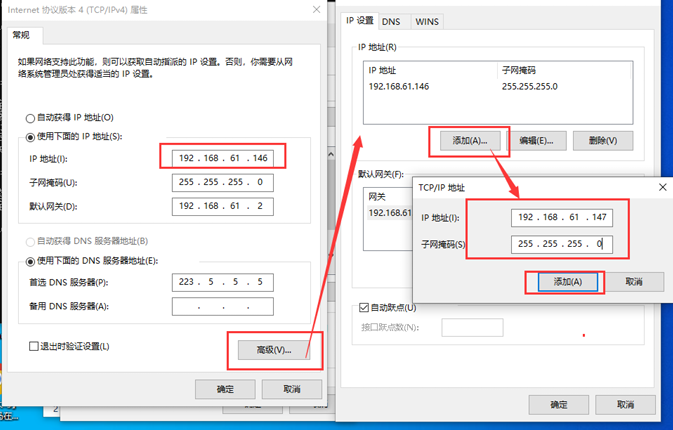 Internet 协议版本 4 (TCP/IPv4) 属性
常规
如果网络支持此功能，则可以获取自动指派的 IP 设置。否则，你需要从网
络系统管理员处获得适当的 IP 设置。
自动获得 IP 地址(O)
使用下面的 IP 地址(S):
IP 地址(I):
192 . 168 . 61 . 146
子网掩码(U):
255 . 255 . 255 . 0
默认网关(D):
192 . 168 . 61 . 2
自动获得 DNS 服务器地址(B)
使用下面的 DNS 服务器地址(E):
首选 DNS 服务器(P):
223 . 5 . 5 . 5
备用 DNS 服务器(A):
. . .
退出时验证设置(L)
高级(V)...
确定
取消
IP 设置
DNS
WINS
IP 地址(R)
IP 地址
子网掩码
192.168.61.146
255.255.255.0
添加(A)...
编辑(E)...
删除(V)
默认网关(F):
网关
192.168.61
TCP/IP 地址
IP 地址(I):
192 . 168 . 61 . 147
子网掩码(S)
255 . 255 . 255 . 0
添加(A)
取消
自动跃点(U)
接口跃点数(N):
确定
取消